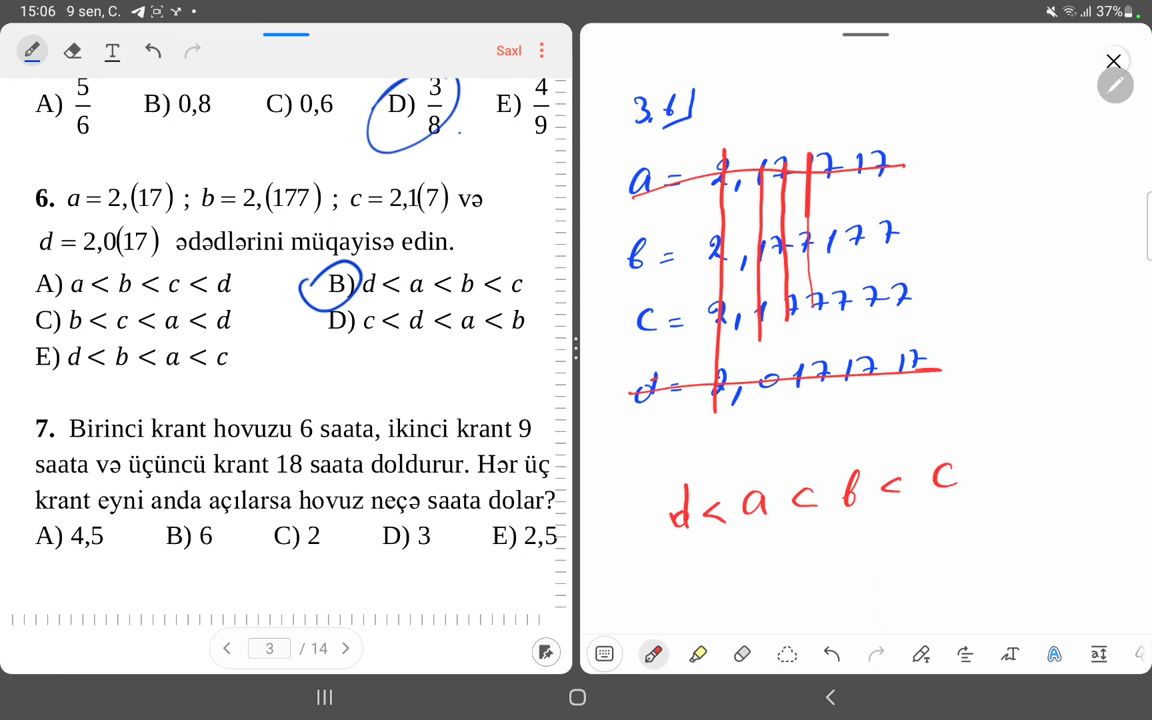 15:06 9 sen, C. 37%
Saxl
A) 5/6 B) 0,8 C) 0,6 D) 3/8 E) 4/9
6. a = 2,(17) ; b = 2,(177) ; c = 2,1(7) və
d = 2,0(17) ədədlərini müqayisə edin.
A) a < b < c < d B) d < a < b < c
C) b < c < a < d D) c < d < a < b
E) d < b < a < c
7. Birinci krant hovuzu 6 saata, ikinci krant 9
saata və üçüncü krant 18 saata doldurur. Hər üç
krant eyni anda açılarsa hovuz neçə saata dolar?
A) 4,5 B) 6 C) 2 D) 3 E) 2,5
3 / 14
3.6)
a = 2,171717
b = 2,177177
c = 2,177777
d = 2,0171717
d < a < b < c